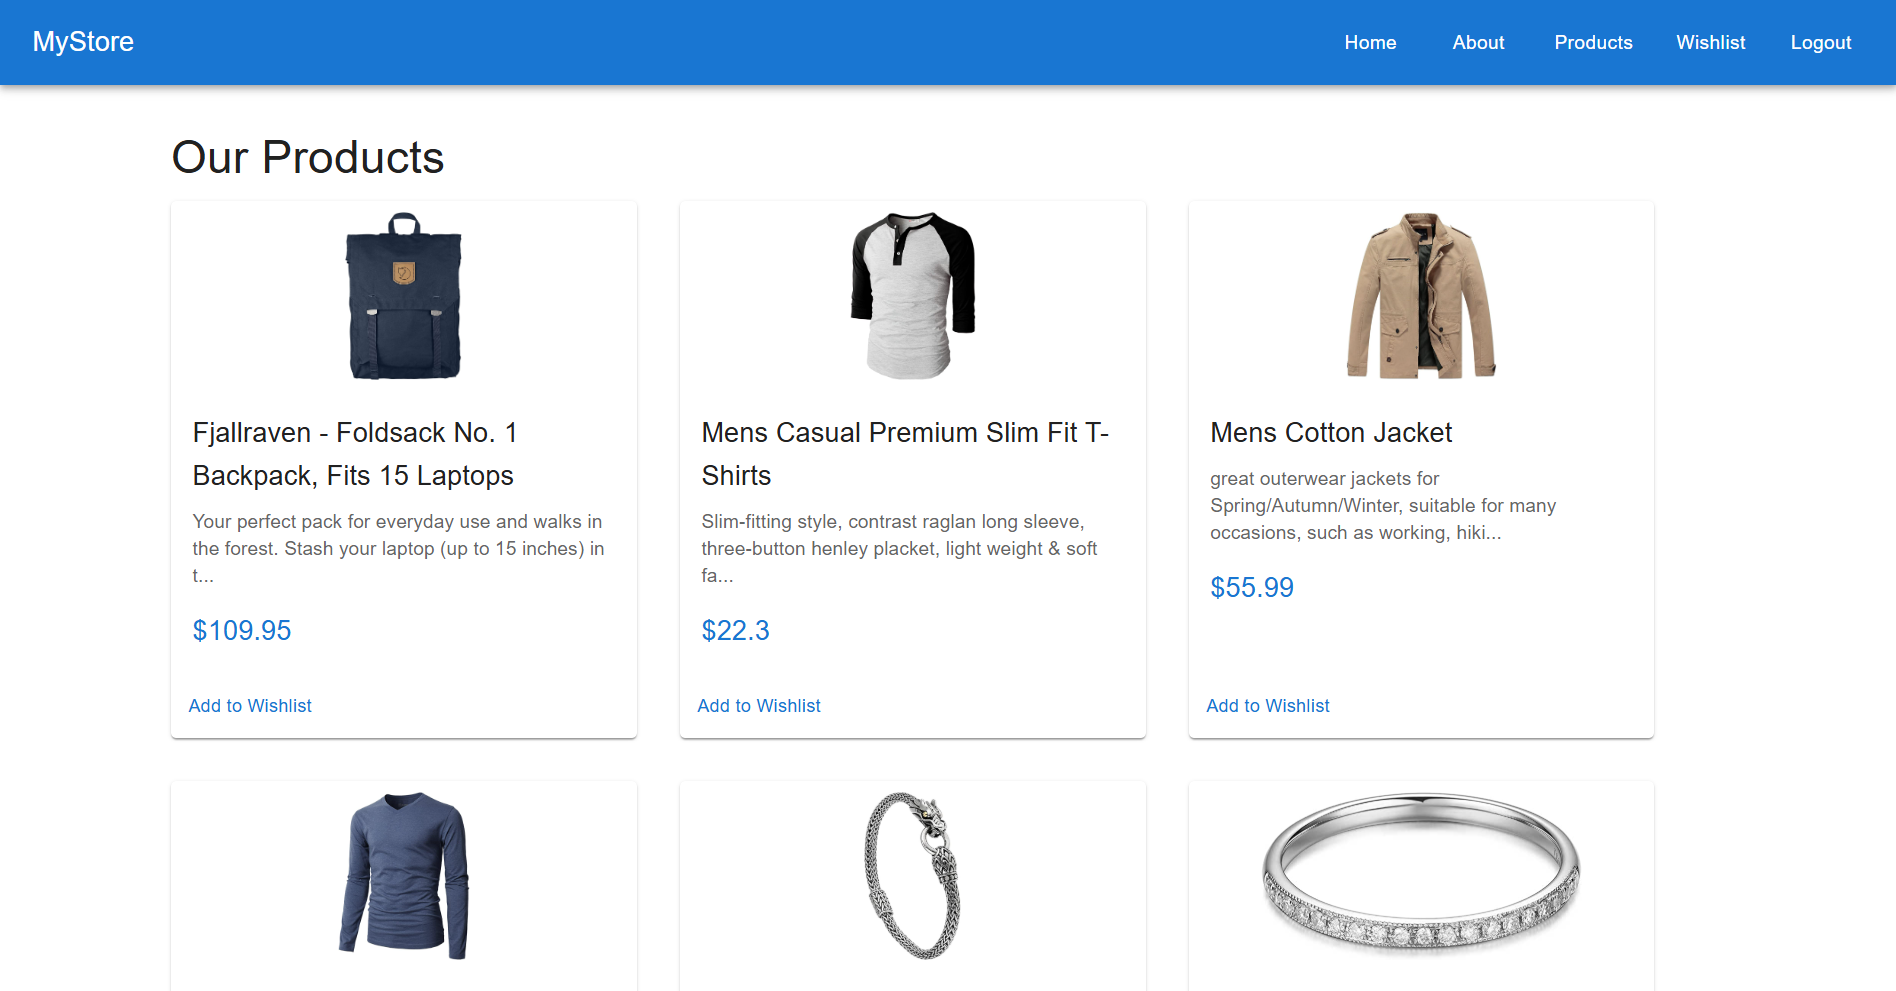 MyStore
Home About Products Wishlist Logout
Our Products
Fjallraven - Foldsack No. 1
Backpack, Fits 15 Laptops
Your perfect pack for everyday use and walks in
the forest. Stash your laptop (up to 15 inches) in
t...
$109.95
Add to Wishlist
Mens Casual Premium Slim Fit T-
Shirts
Slim-fitting style, contrast raglan long sleeve,
three-button henley placket, light weight & soft
fa...
$22.3
Add to Wishlist
Mens Cotton Jacket
great outerwear jackets for
Spring/Autumn/Winter, suitable for many
occasions, such as working, hiki...
$55.99
Add to Wishlist